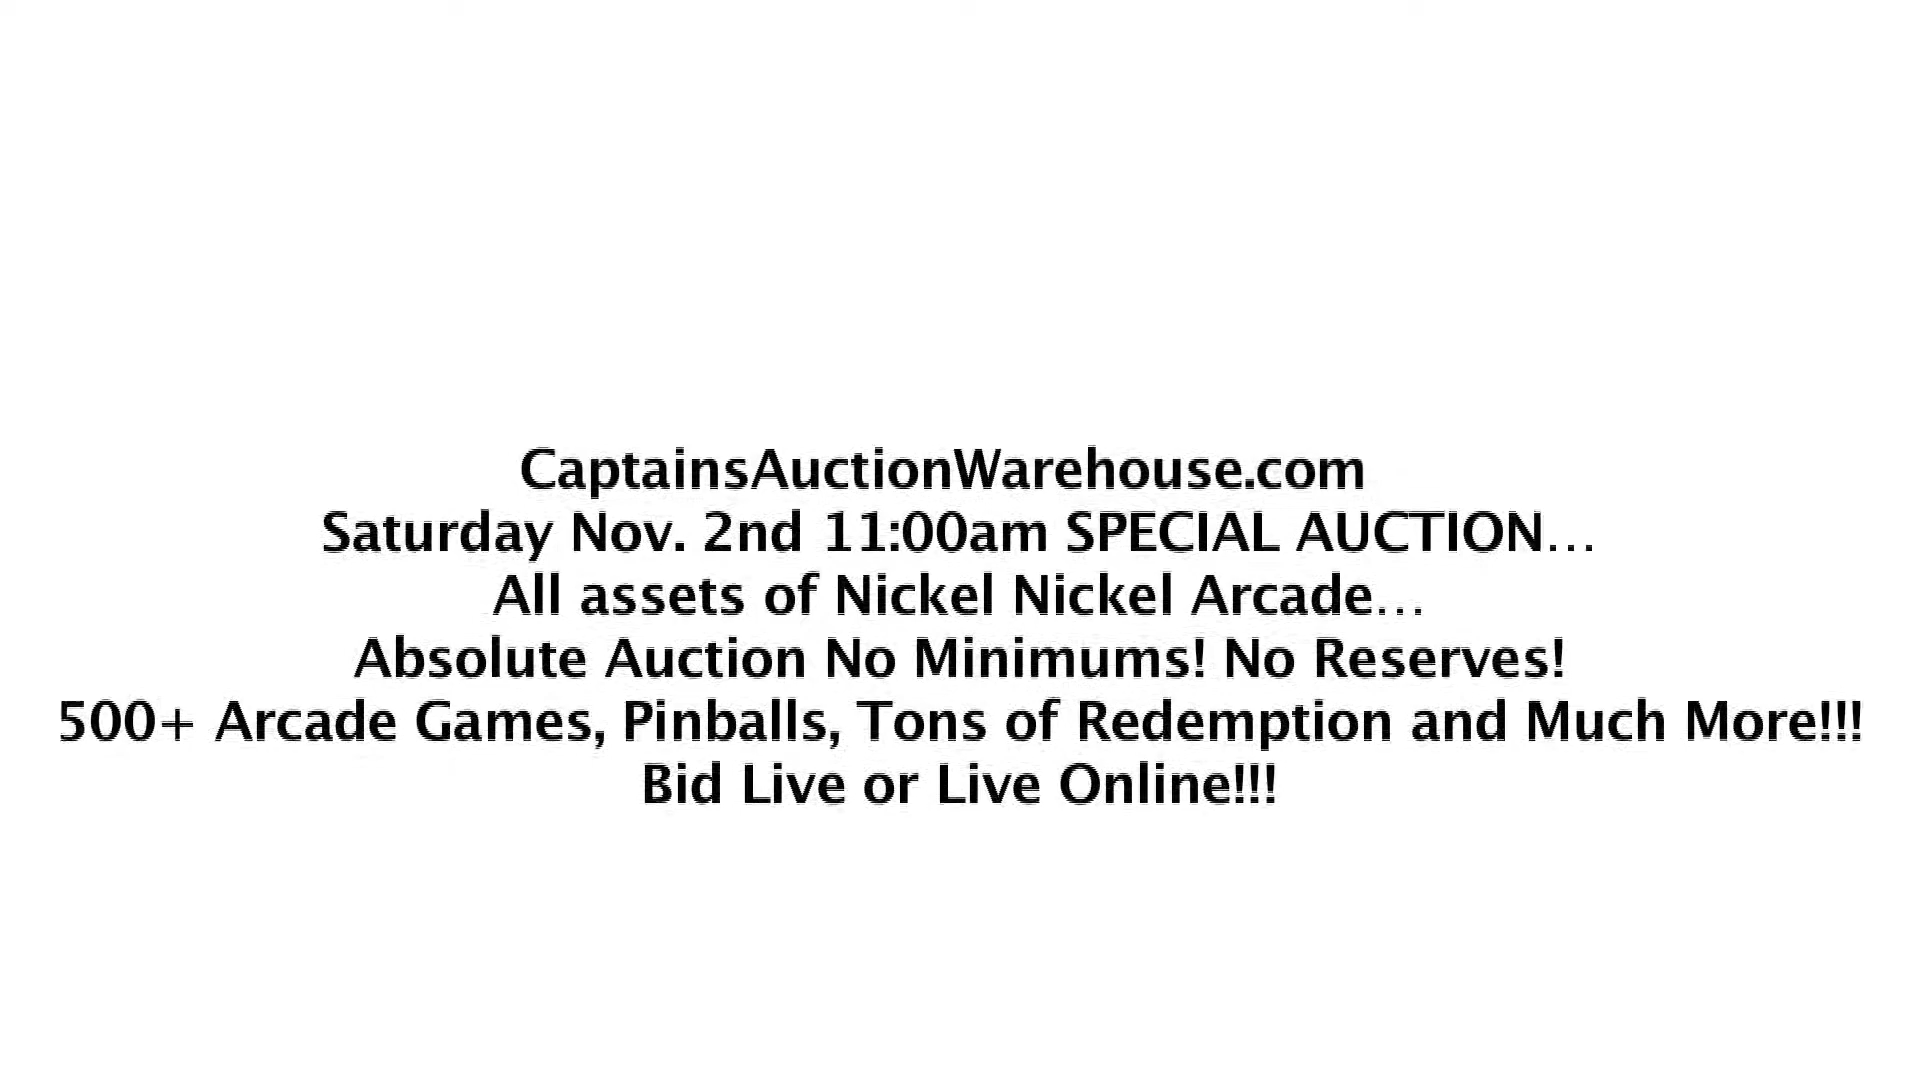 CaptainsAuctionWarehouse.com
Saturday Nov. 2nd 11:00am SPECIAL AUCTION...
All assets of Nickel Nickel Arcade...
Absolute Auction No Minimums! No Reserves!
500+ Arcade Games, Pinballs, Tons of Redemption and Much More!!!
Bid Live or Live Online!!!